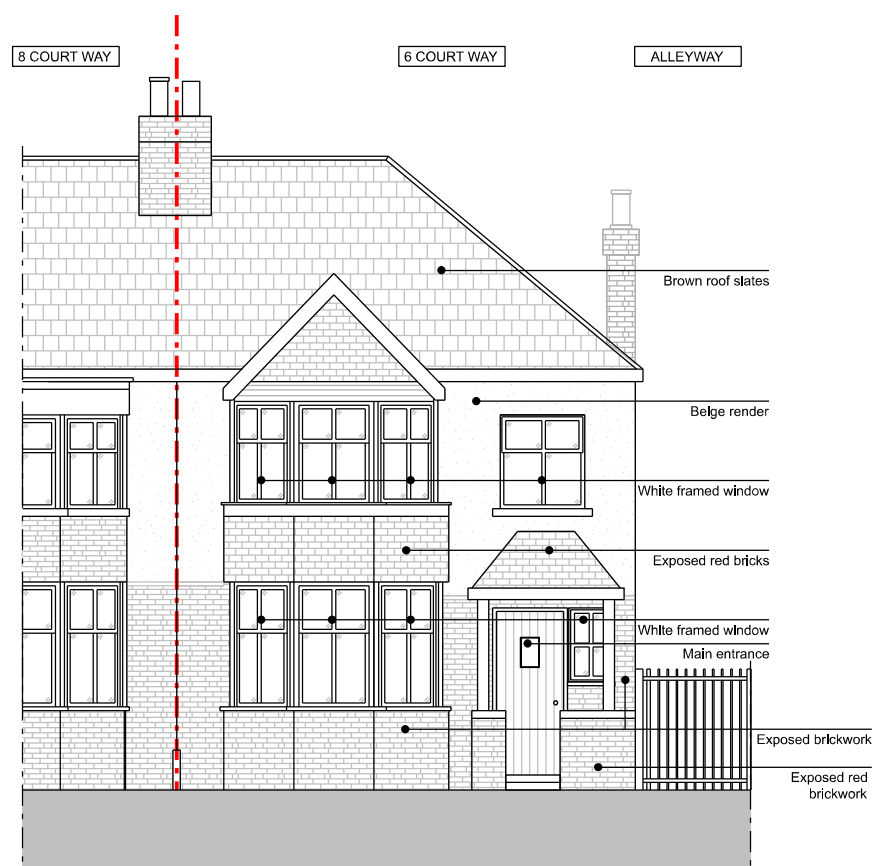 8 COURT WAY
6 COURT WAY
ALLEYWAY
Brown roof slates
Beige render
White framed window
Exposed red bricks
White framed window
Main entrance
Exposed brickwork
Exposed red
brickwork